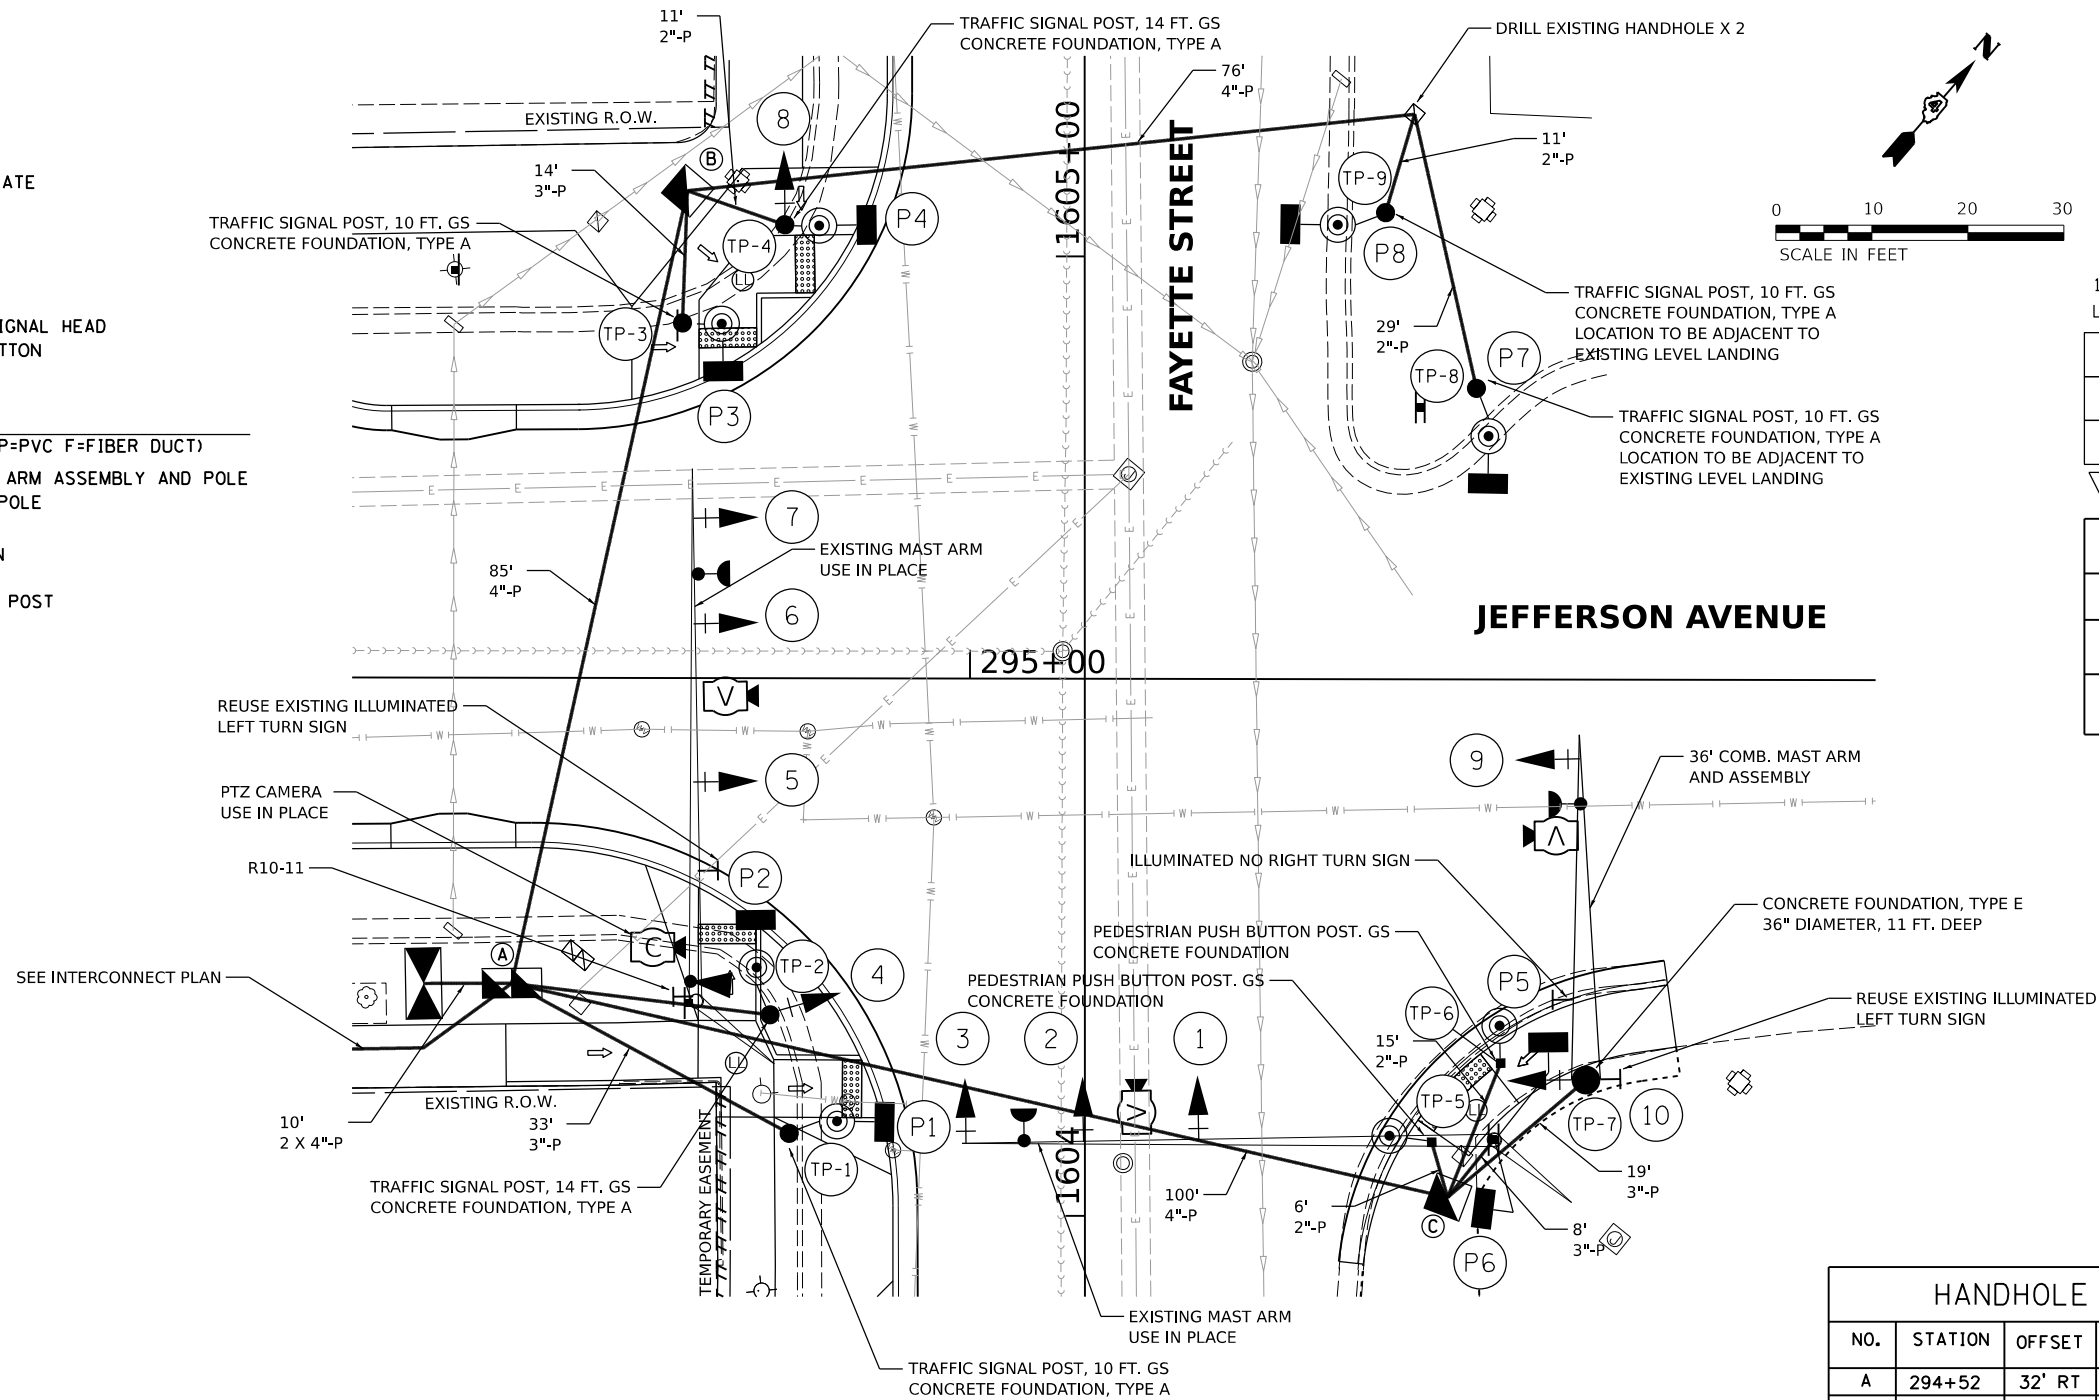 11'
2"-P
TRAFFIC SIGNAL POST, 14 FT. GS
CONCRETE FOUNDATION, TYPE A
DRILL EXISTING HANDHOLE X 2
N
76'
4"-P
EXISTING R.O.W.
8
1605+00
FAYETTE STREET
11'
2"-P
B
14'
3"-P
TP-9
ATE
0 10 20 30
SCALE IN FEET
TRAFFIC SIGNAL POST, 10 FT. GS
CONCRETE FOUNDATION, TYPE A
TP-4
P4
P8
LL
TRAFFIC SIGNAL POST, 10 FT. GS
CONCRETE FOUNDATION, TYPE A
LOCATION TO BE ADJACENT TO
EXISTING LEVEL LANDING
IGNAL HEAD
TTON
TP-3
29'
2"-P
P7
TP-8
P3
TRAFFIC SIGNAL POST, 10 FT. GS
CONCRETE FOUNDATION, TYPE A
LOCATION TO BE ADJACENT TO
EXISTING LEVEL LANDING
P=PVC F=FIBER DUCT)
ARM ASSEMBLY AND POLE
POLE
N
POST
7
EXISTING MAST ARM
USE IN PLACE
85'
4"-P
6
JEFFERSON AVENUE
295+00
V
REUSE EXISTING ILLUMINATED
LEFT TURN SIGN
5
9
36' COMB. MAST ARM
AND ASSEMBLY
PTZ CAMERA
USE IN PLACE
V
R10-11
P2
ILLUMINATED NO RIGHT TURN SIGN
CONCRETE FOUNDATION, TYPE E
36" DIAMETER, 11 FT. DEEP
PEDESTRIAN PUSH BUTTON POST. GS
CONCRETE FOUNDATION
C
A
TP-2
4
SEE INTERCONNECT PLAN
PEDESTRIAN PUSH BUTTON POST. GS
CONCRETE FOUNDATION
P5
REUSE EXISTING ILLUMINATED
LEFT TURN SIGN
TP-6
3
2
1
15'
2"-P
LL
EXISTING R.O.W.
TP-5
LL
TP-7
10
10'
2 X 4"-P
33'
3"-P
P1
V
TP-1
TEMPORARY EASEMENT
1604
TRAFFIC SIGNAL POST, 14 FT. GS
CONCRETE FOUNDATION, TYPE A
100'
4"-P
6'
2"-P
C
19'
3"-P
8'
3"-P
P6
EXISTING MAST ARM
USE IN PLACE
TRAFFIC SIGNAL POST, 10 FT. GS
CONCRETE FOUNDATION, TYPE A
HANDHOLE
NO. STATION OFFSET
A 294+52 32' RT